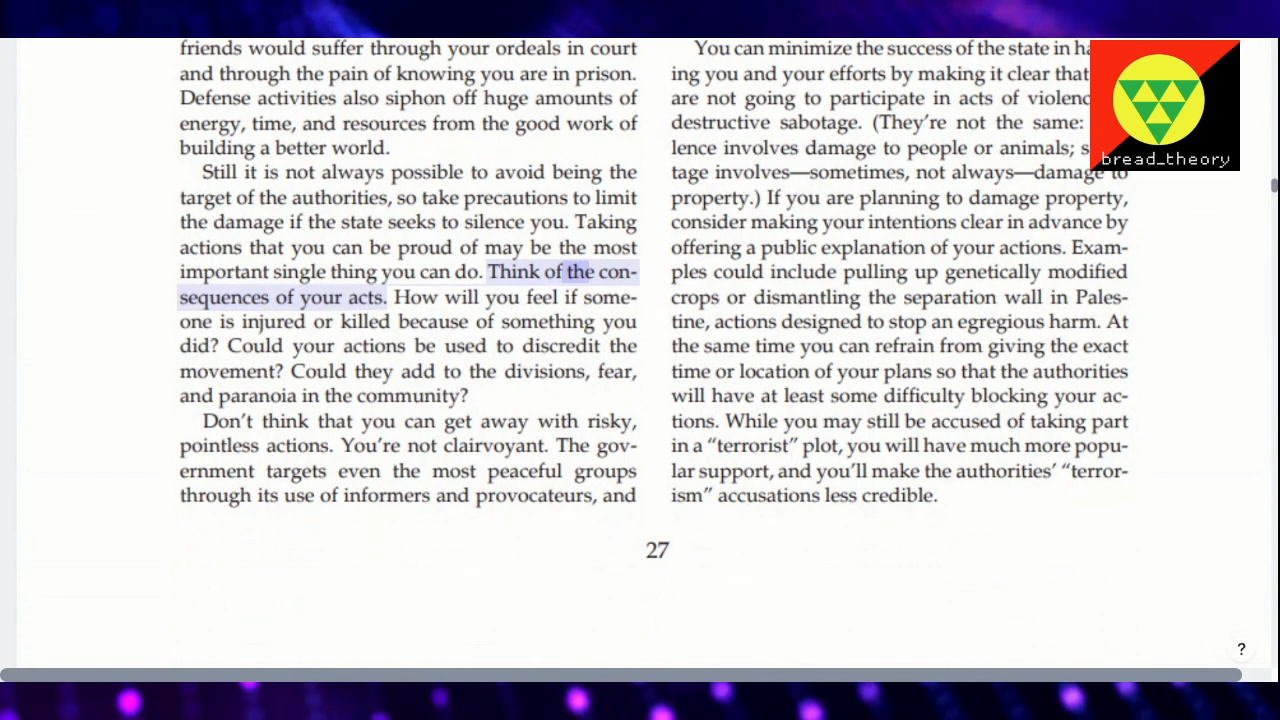 friends would suffer through your ordeals in court
and through the pain of knowing you are in prison.
Defense activities also siphon off huge amounts of
energy, time, and resources from the good work of
building a better world.
Still it is not always possible to avoid being the
target of the authorities, so take precautions to limit
the damage if the state seeks to silence you. Taking
actions that you can be proud of may be the most
important single thing you can do. Think of the con-
sequences of your acts. How will you feel if some-
one is injured or killed because of something you
did? Could your actions be used to discredit the
movement? Could they add to the divisions, fear,
and paranoia in the community?
Don't think that you can get away with risky,
pointless actions. You're not clairvoyant. The gov-
ernment targets even the most peaceful groups
through its use of informers and provocateurs, and
You can minimize the success of the state in
ing you and your efforts by making it clear that
are not going to participate in acts of
destructive sabotage. (They're not the same:
lence involves damage to people or animals;
tage involves—sometimes, not always—damage to
property.) If you are planning to damage property,
consider making your intentions clear in advance by
offering a public explanation of your actions. Exam-
ples could include pulling up genetically modified
crops or dismantling the separation wall in Pales-
tine, actions designed to stop an egregious harm. At
the same time you can refrain from giving the exact
time or location of your plans so that the authorities
will have at least some difficulty blocking your ac-
tions. While you may still be accused of taking part
in a "terrorist" plot, you will have much more popu-
lar support, and you'll make the authorities' "terror-
ism" accusations less credible.
27
bread_theory
?